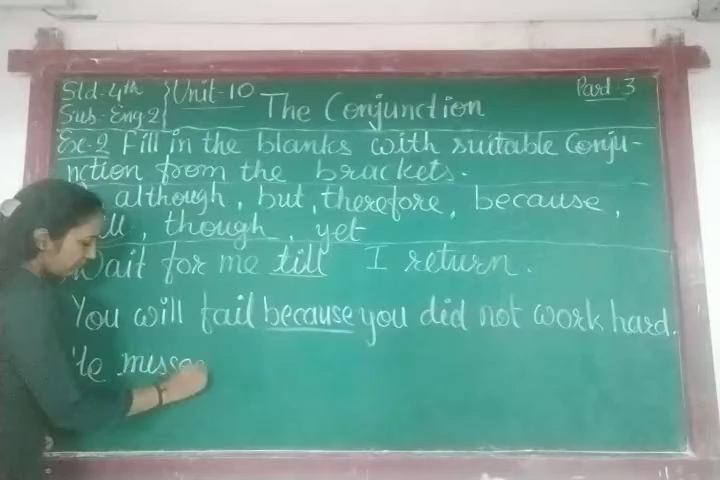 Std-4th
Sub-Eng 2
Unit-10
The Conjunction
Part-3
Ex-2 Fill in the blanks with suitable Conju-
nction from the brackets.
although, but, therefore, because,
though, yet
Wait for me till I return.
You will fail because you did not work hard.
He